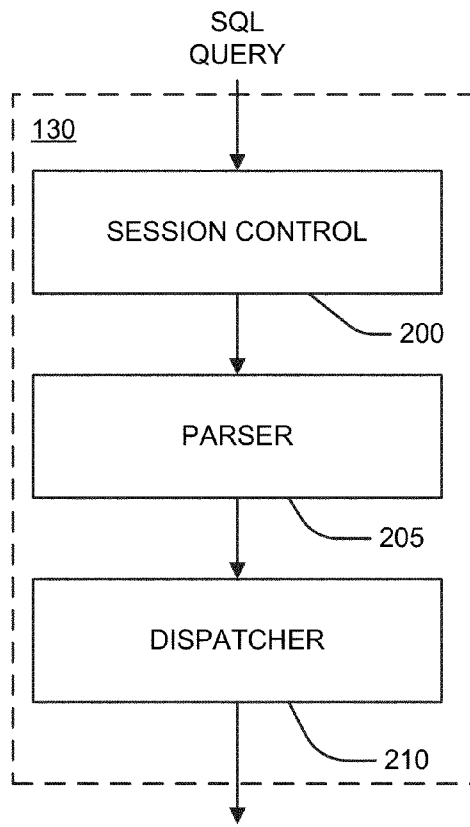 SQL
QUERY
130
SESSION CONTROL
200
PARSER
205
DISPATCHER
210